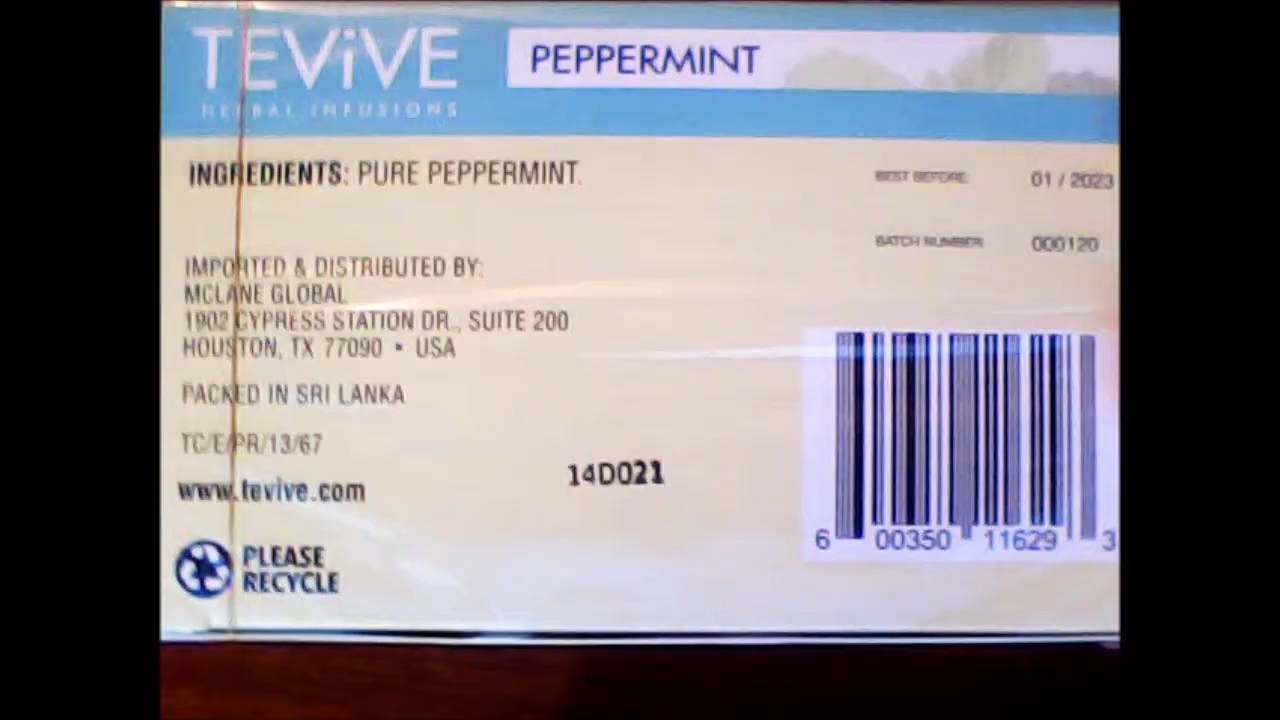 TEViVE
HERBAL INFUSIONS
PEPPERMINT
INGREDIENTS: PURE PEPPERMINT.
BEST BEFORE: 01 / 2023
BATCH NUMBER: 000120
IMPORTED & DISTRIBUTED BY:
MCLANE GLOBAL
1902 CYPRESS STATION DR., SUITE 200
HOUSTON, TX 77090 • USA
PACKED IN SRI LANKA
TC/E/PR/13/67
www.tevive.com
14D021
PLEASE
RECYCLE
6 00350 11629 3